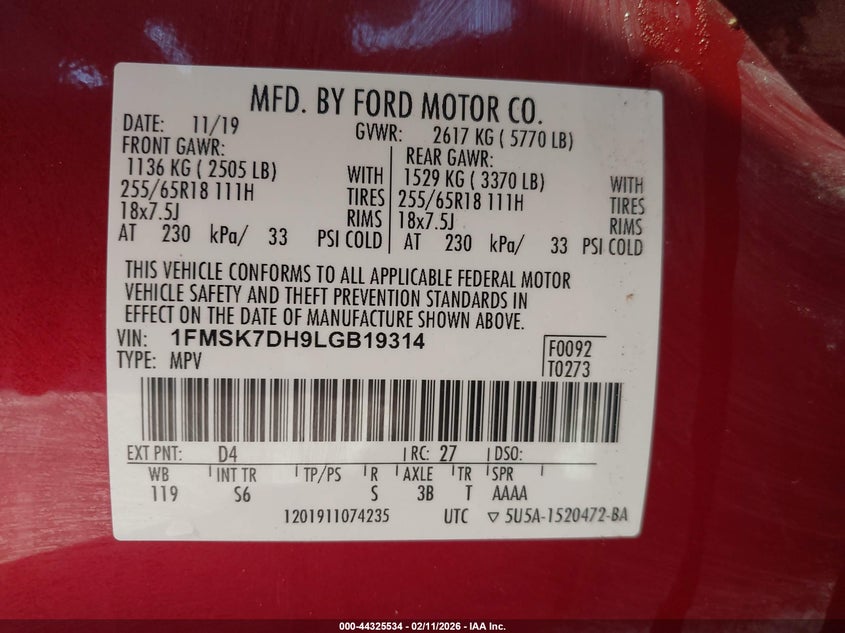 MFD. BY FORD MOTOR CO.
DATE: 11/19 GVWR: 2617 KG ( 5770 LB)
FRONT GAWR: REAR GAWR:
1136 KG ( 2505 LB) WITH 1529 KG ( 3370 LB) WITH
255/65R18 111H TIRES 255/65R18 111H TIRES
18x7.5J RIMS 18x7.5J RIMS
AT 230 kPa/ 33 PSI COLD AT 230 kPa/ 33 PSI COLD
THIS VEHICLE CONFORMS TO ALL APPLICABLE FEDERAL MOTOR
VEHICLE SAFETY AND THEFT PREVENTION STANDARDS IN
EFFECT ON THE DATE OF MANUFACTURE SHOWN ABOVE.
VIN: 1FMSK7DH9LGB19314 F0092
TYPE: MPV T0273
EXT PNT: D4 RC: 27 DSO:
WB INT TR TP/PS R AXLE TR SPR
119 S6 S 3B T AAAA
1201911074235 UTC ▽ 5U5A-1520472-BA
000-44325534 - 02/11/2026 - IAA Inc.